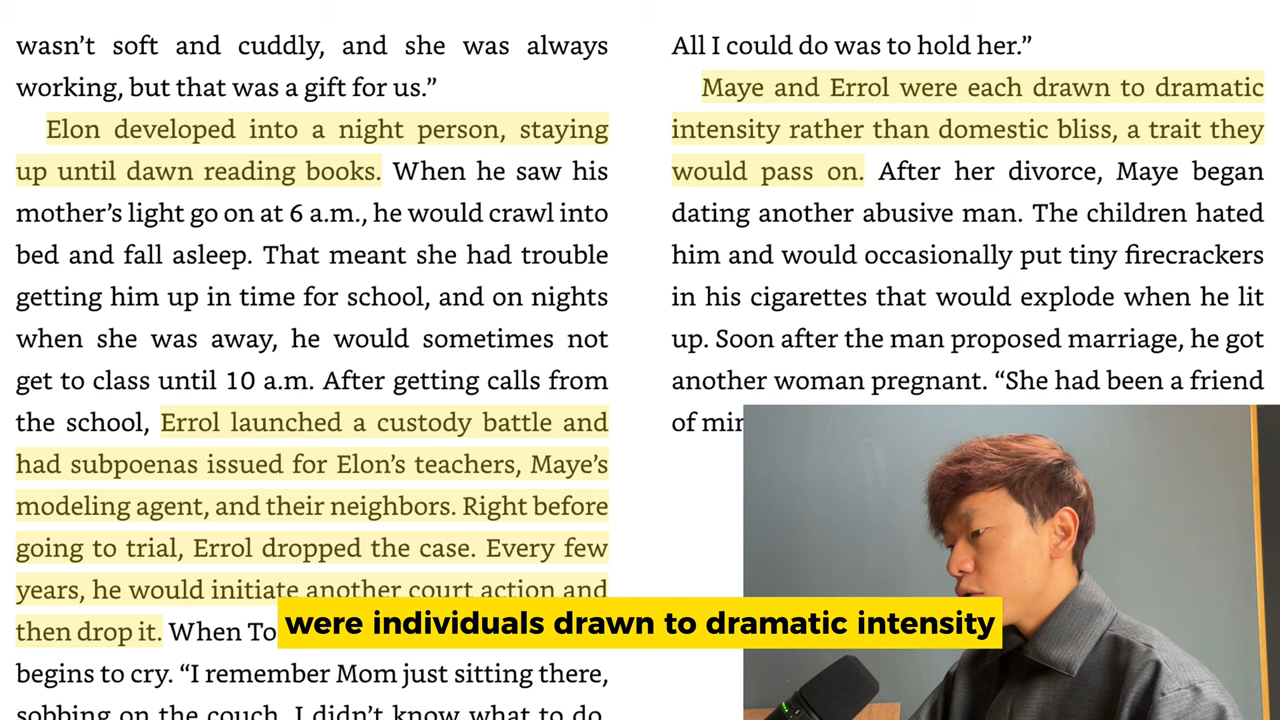 wasn’t soft and cuddly, and she was always
working, but that was a gift for us.”
Elon developed into a night person, staying
up until dawn reading books. When he saw his
mother’s light go on at 6 a.m., he would crawl into
bed and fall asleep. That meant she had trouble
getting him up in time for school, and on nights
when she was away, he would sometimes not
get to class until 10 a.m. After getting calls from
the school, Errol launched a custody battle and
had subpoenas issued for Elon’s teachers, Maye’s
modeling agent, and their neighbors. Right before
going to trial, Errol dropped the case. Every few
years, he would initiate another court action and
then drop it. When To
begins to cry. “I remember Mom just sitting there,
sobbing on the couch. I didn’t know what to do.
All I could do was to hold her.”
Maye and Errol were each drawn to dramatic
intensity rather than domestic bliss, a trait they
would pass on. After her divorce, Maye began
dating another abusive man. The children hated
him and would occasionally put tiny firecrackers
in his cigarettes that would explode when he lit
up. Soon after the man proposed marriage, he got
another woman pregnant. “She had been a friend
of
were individuals drawn to dramatic intensity